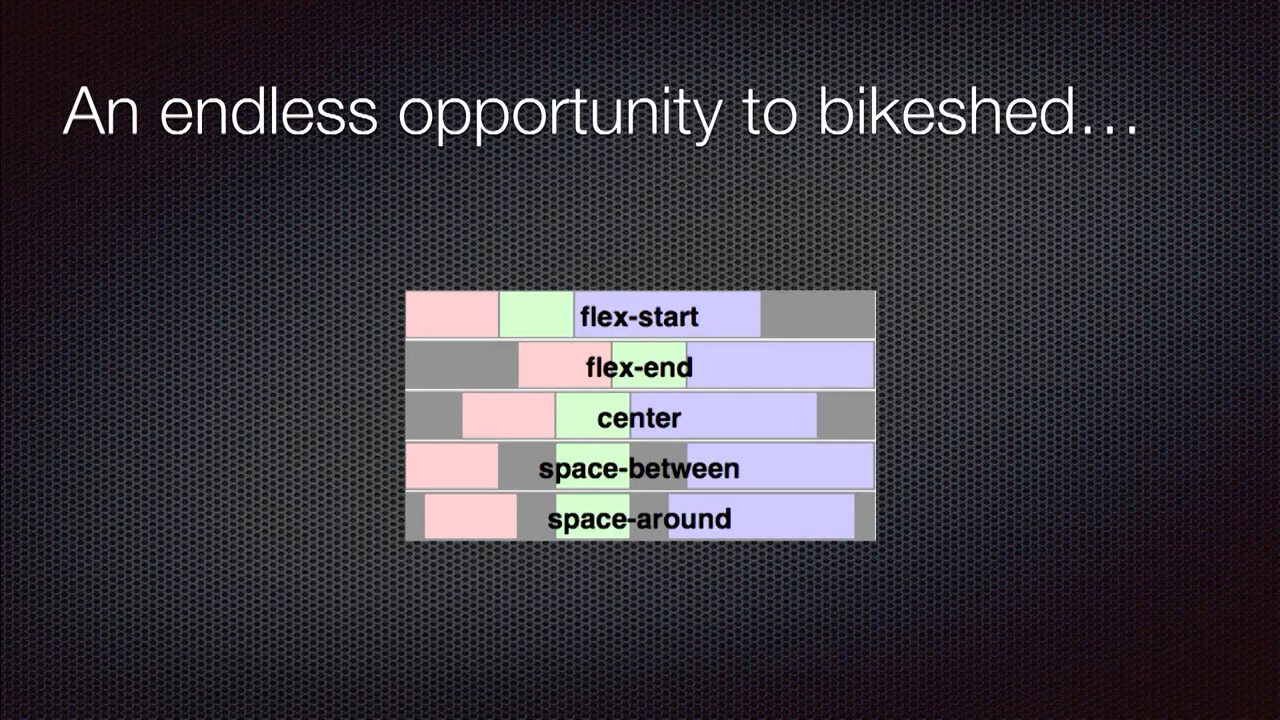 An endless opportunity to bikeshed…
flex-start
flex-end
center
space-between
space-around